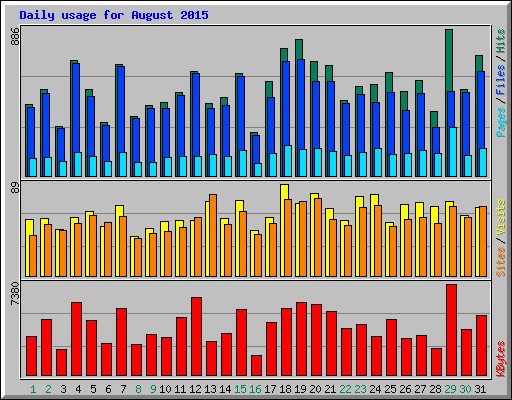 Daily usage for August 2015
886
Pages / Files / Hits
89
Sites / Visits
7380
KBytes
1 2 3 4 5 6 7 8 9 10 11 12 13 14 15 16 17 18 19 20 21 22 23 24 25 26 27 28 29 30 31